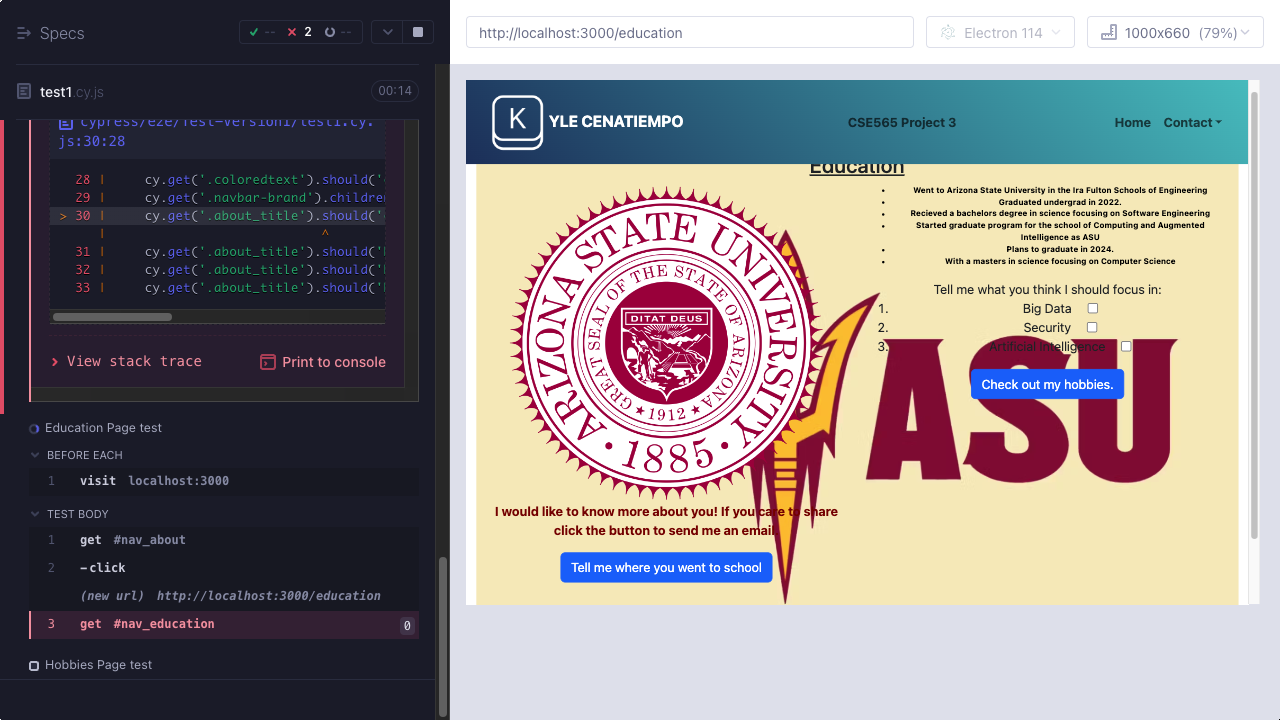 Specs
-- 2 --
test1.cy.js
00:14
cypress/e2e/Test-Version1/test1.cy.
js:30:28
28 | cy.get('.coloredtext').should('
29 | cy.get('.navbar-brand').children
> 30 | cy.get('.about_title').should('
| ^
31 | cy.get('.about_title').should('
32 | cy.get('.about_title').should('
33 | cy.get('.about_title').should('
View stack trace
Print to console
Education Page test
BEFORE EACH
1 visit localhost:3000
TEST BODY
1 get #nav_about
2 -click
(new url) http://localhost:3000/education
3 get #nav_education 0
Hobbies Page test
http://localhost:3000/education
Electron 114
1000x660 (79%)
K YLE CENATIEMPO
CSE565 Project 3
Home Contact
Education
Went to Arizona State University in the Ira Fulton Schools of Engineering
Graduated undergrad in 2022.
Recieved a bachelors degree in science focusing on Software Engineering
Started graduate program for the school of Computing and Augmented
Intelligence as ASU
Plans to graduate in 2024.
With a masters in science focusing on Computer Science
Tell me what you think I should focus in:
1. Big Data
2. Security
3. Artificial Intelligence
Check out my hobbies.
ARIZONA STATE UNIVERSITY
GREAT SEAL OF THE STATE OF ARIZONA
DITAT DEUS
1912
1885
ASU
I would like to know more about you! If you care to share
click the button to send me an email.
Tell me where you went to school